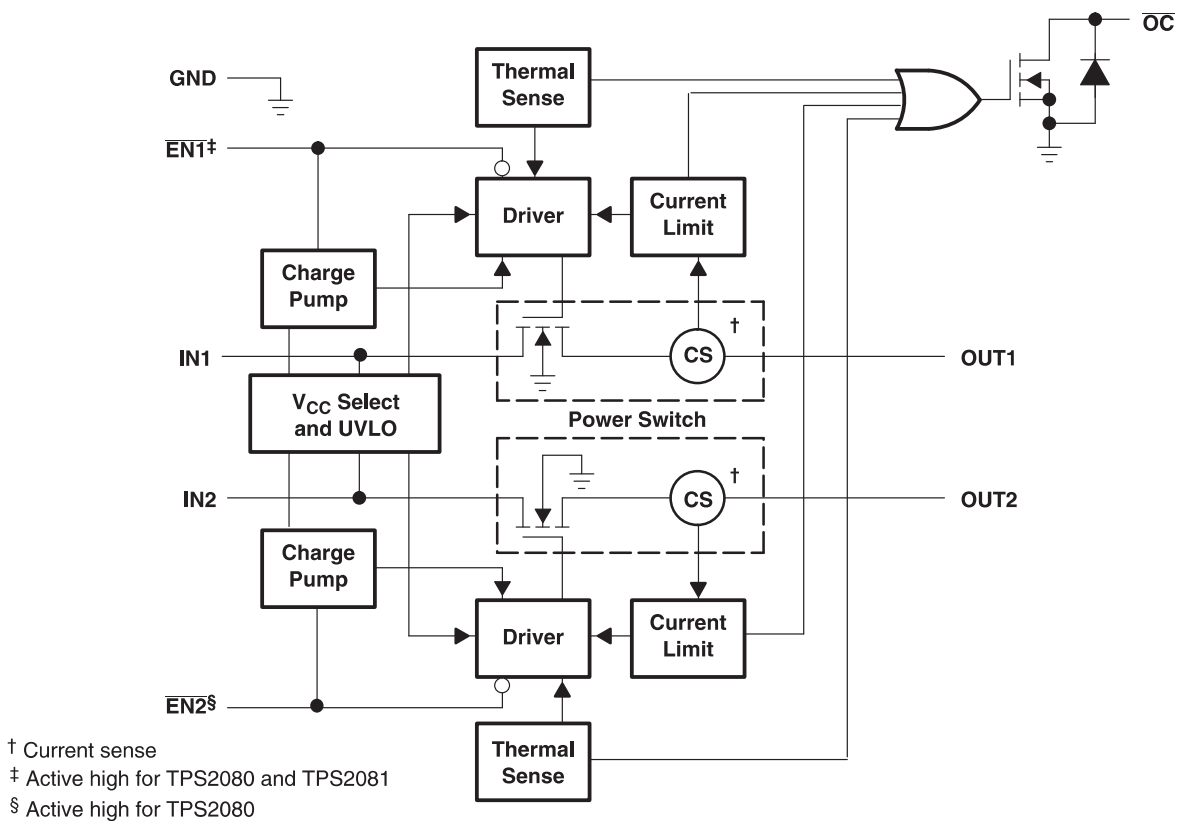 OC
GND
Thermal
Sense
EN1‡
Driver
Current
Limit
Charge
Pump
†
IN1
CS
OUT1
VCC Select
and UVLO
Power Switch
†
IN2
CS
OUT2
Charge
Pump
Driver
Current
Limit
EN2§
Thermal
Sense
† Current sense
‡ Active high for TPS2080 and TPS2081
§ Active high for TPS2080